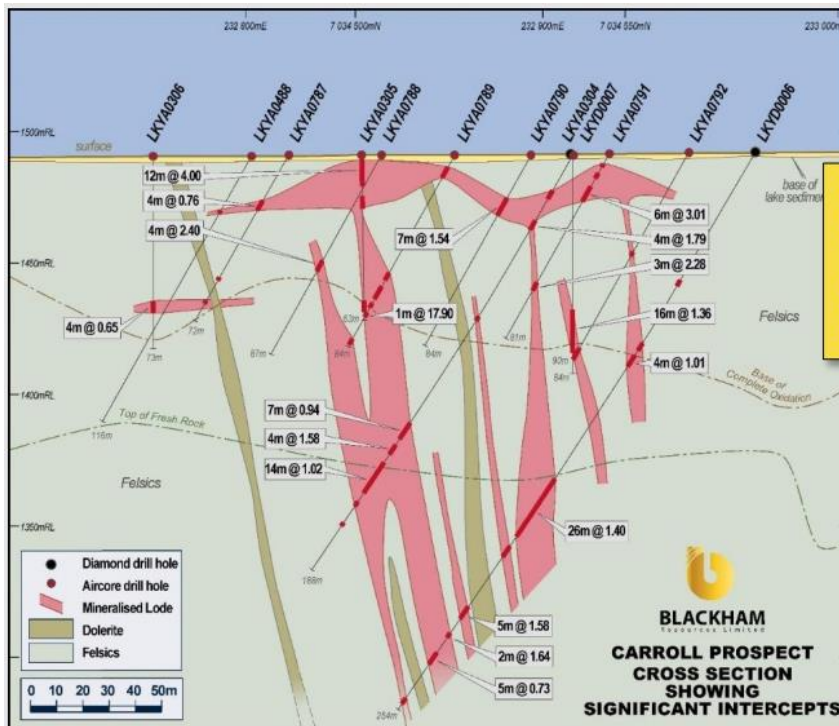 232 800mE
7 034 500mN
232 900mE
7 034 550mN
233 000m
LKYA0306
LKYA0488
LKYA0787
LKYA0305
LKYA0788
LKYA0789
LKYA0790
LKYA0304
LKYD0007
LKYA0791
LKYA0792
LKYD0006
1500mRL
surface
base of
lake sedimen
12m @ 4.00
4m @ 0.76
4m @ 2.40
7m @ 1.54
6m @ 3.01
4m @ 1.79
3m @ 2.28
1450mRL
4m @ 0.65
1m @ 17.90
16m @ 1.36
Felsics
4m @ 1.01
73m
72m
87m
53m
84m
84m
81m
90m
84m
1400mRL
Base of
Complete Oxidation
Top of Fresh Rock
116m
7m @ 0.94
4m @ 1.58
14m @ 1.02
Felsics
26m @ 1.40
1350mRL
188m
5m @ 1.58
2m @ 1.64
5m @ 0.73
254m
Diamond drill hole
Aircore drill hole
Mineralised Lode
Dolerite
Felsics
0 10 20 30 40 50m
BLACKHAM
Resources Limited
CARROLL PROSPECT
CROSS SECTION
SHOWING
SIGNIFICANT INTERCEPTS